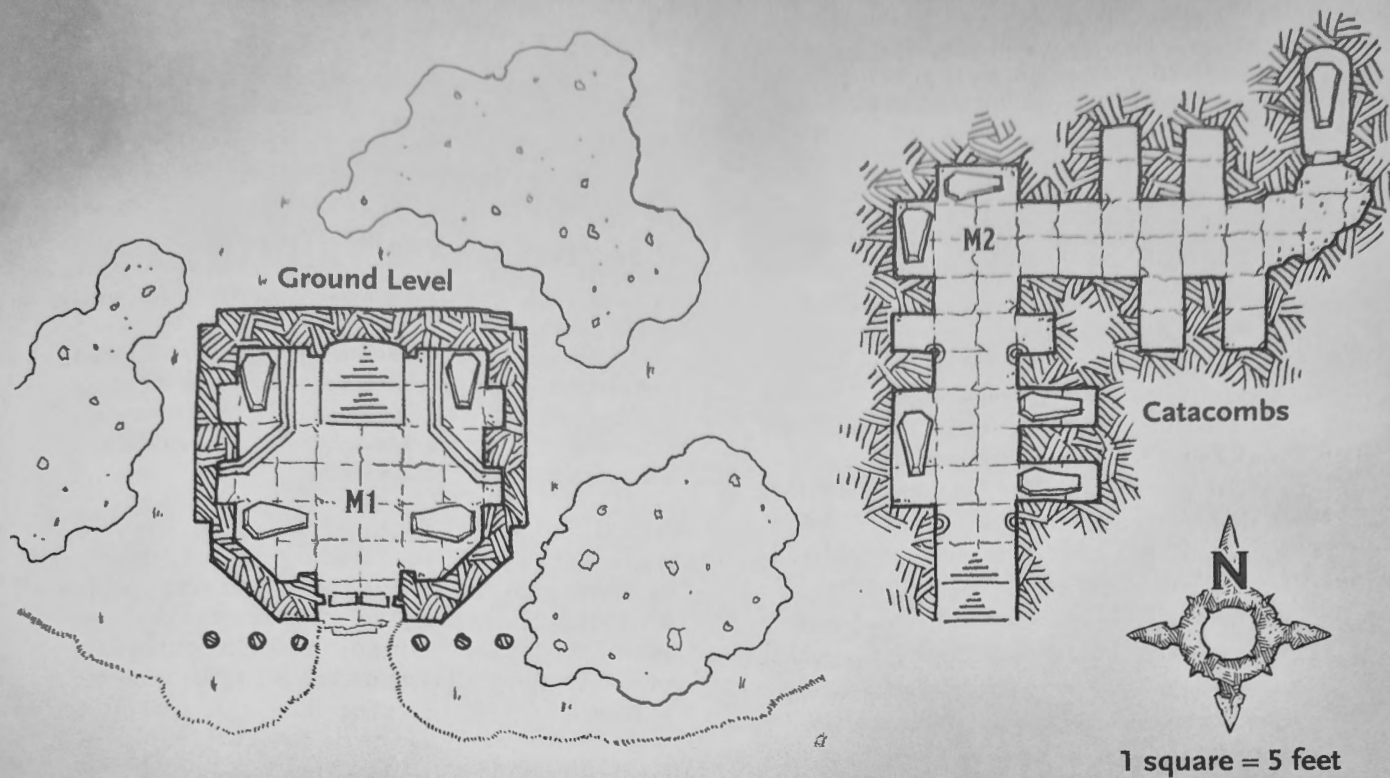 Ground Level
M1
M2
Catacombs
N
1 square = 5 feet